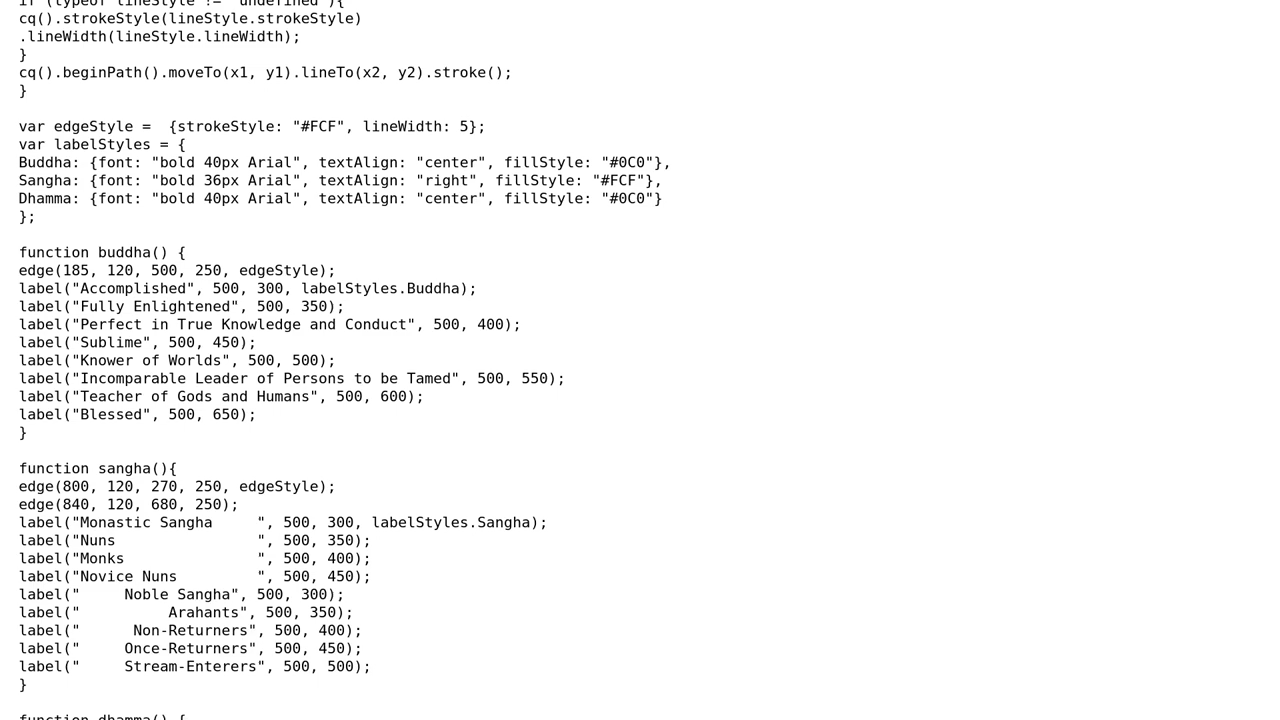 if (typeof lineStyle != "undefined"){
cq().strokeStyle(lineStyle.strokeStyle)
.lineWidth(lineStyle.lineWidth);
}
cq().beginPath().moveTo(x1, y1).lineTo(x2, y2).stroke();
}

var edgeStyle =  {strokeStyle: "#FCF", lineWidth: 5};
var labelStyles = {
Buddha: {font: "bold 40px Arial", textAlign: "center", fillStyle: "#0C0"},
Sangha: {font: "bold 36px Arial", textAlign: "right", fillStyle: "#FCF"},
Dhamma: {font: "bold 40px Arial", textAlign: "center", fillStyle: "#0C0"}
};

function buddha() {
edge(185, 120, 500, 250, edgeStyle);
label("Accomplished", 500, 300, labelStyles.Buddha);
label("Fully Enlightened", 500, 350);
label("Perfect in True Knowledge and Conduct", 500, 400);
label("Sublime", 500, 450);
label("Knower of Worlds", 500, 500);
label("Incomparable Leader of Persons to be Tamed", 500, 550);
label("Teacher of Gods and Humans", 500, 600);
label("Blessed", 500, 650);
}

function sangha(){
edge(800, 120, 270, 250, edgeStyle);
edge(840, 120, 680, 250);
label("Monastic Sangha     ", 500, 300, labelStyles.Sangha);
label("Nuns                ", 500, 350);
label("Monks               ", 500, 400);
label("Novice Nuns         ", 500, 450);
label("     Noble Sangha", 500, 300);
label("          Arahants", 500, 350);
label("      Non-Returners", 500, 400);
label("     Once-Returners", 500, 450);
label("     Stream-Enterers", 500, 500);
}

function dhamma() {